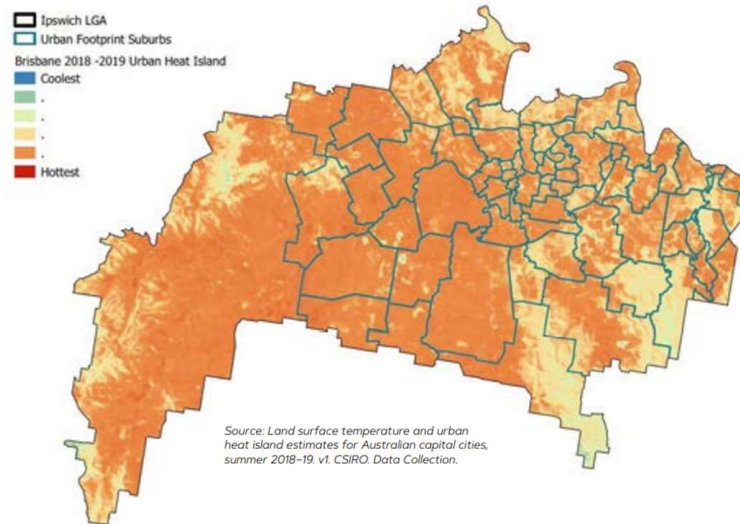 Ipswich LGA
Urban Footprint Suburbs
Brisbane 2018 -2019 Urban Heat Island
Coolest
.
.
.
.
Hottest
Source: Land surface temperature and urban
heat island estimates for Australian capital cities,
summer 2018–19. v1. CSIRO. Data Collection.